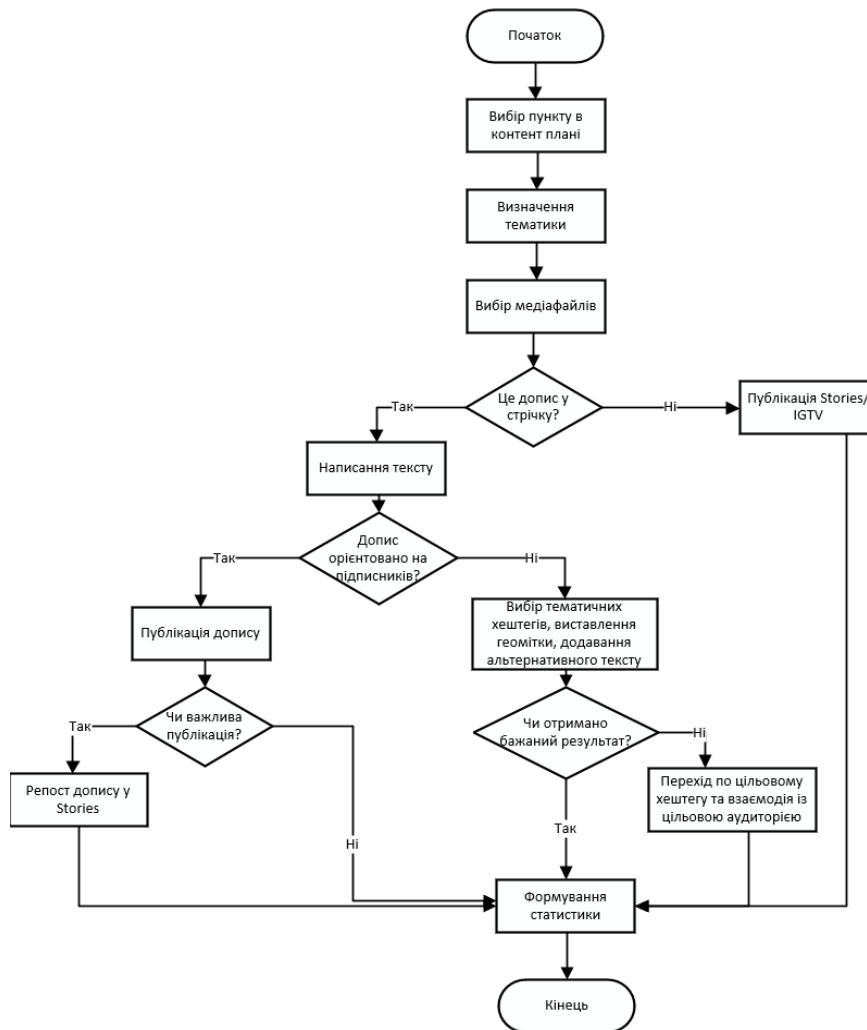 Початок
Вибір пункту в
контент плані
Визначення
тематики
Вибір медіафайлів
Це допис у
стрічку?
Так
Ні
Публікація Stories/
IGTV
Написання тексту
Допис
орієнтовано на
підписників?
Так
Ні
Публікація допису
Вибір тематичних
хештегів, виставлення
геомітки, додавання
альтернативного тексту
Чи важлива
публікація?
Так
Чи отримано
бажаний результат?
Ні
Репост допису у
Stories
Перехід по цільовому
хештегу та взаємодія із
цільовою аудиторією
Ні
Так
Формування
статистики
Кінець